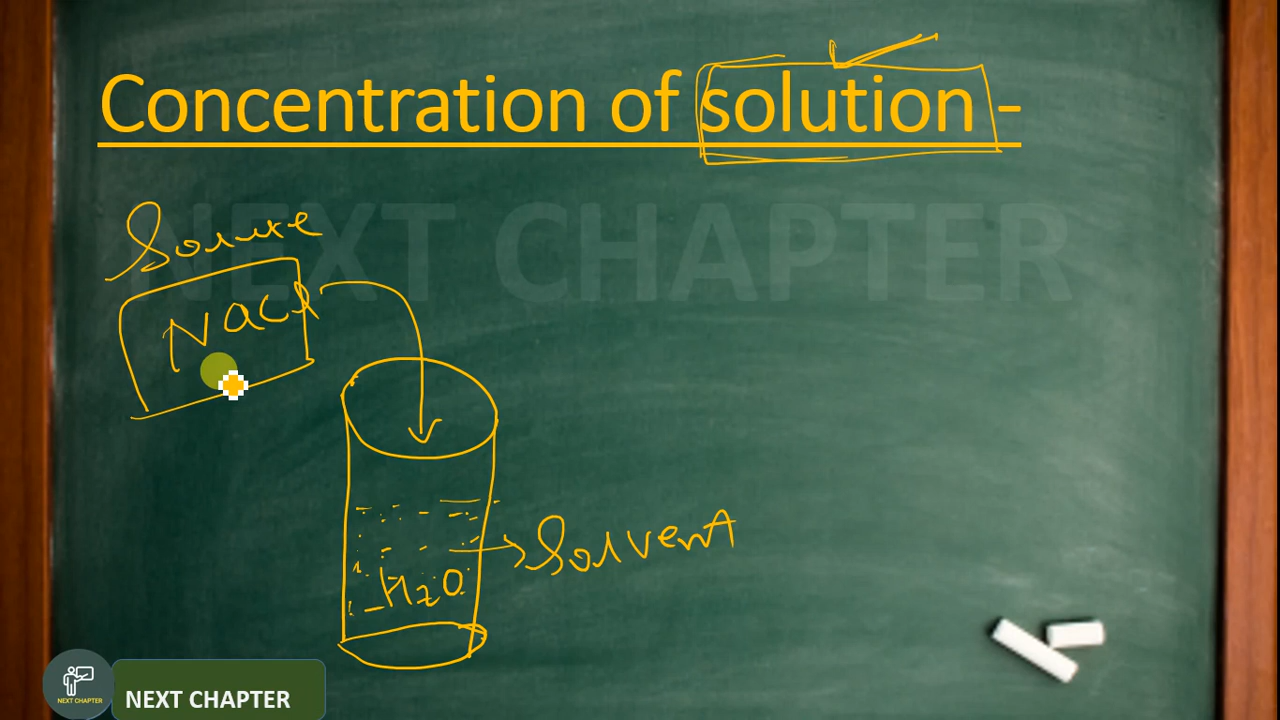 Concentration of solution -
NEXT CHAPTER
Solute
NaCl
H2O
Solvent
NEXT CHAPTER
NEXT CHAPTER